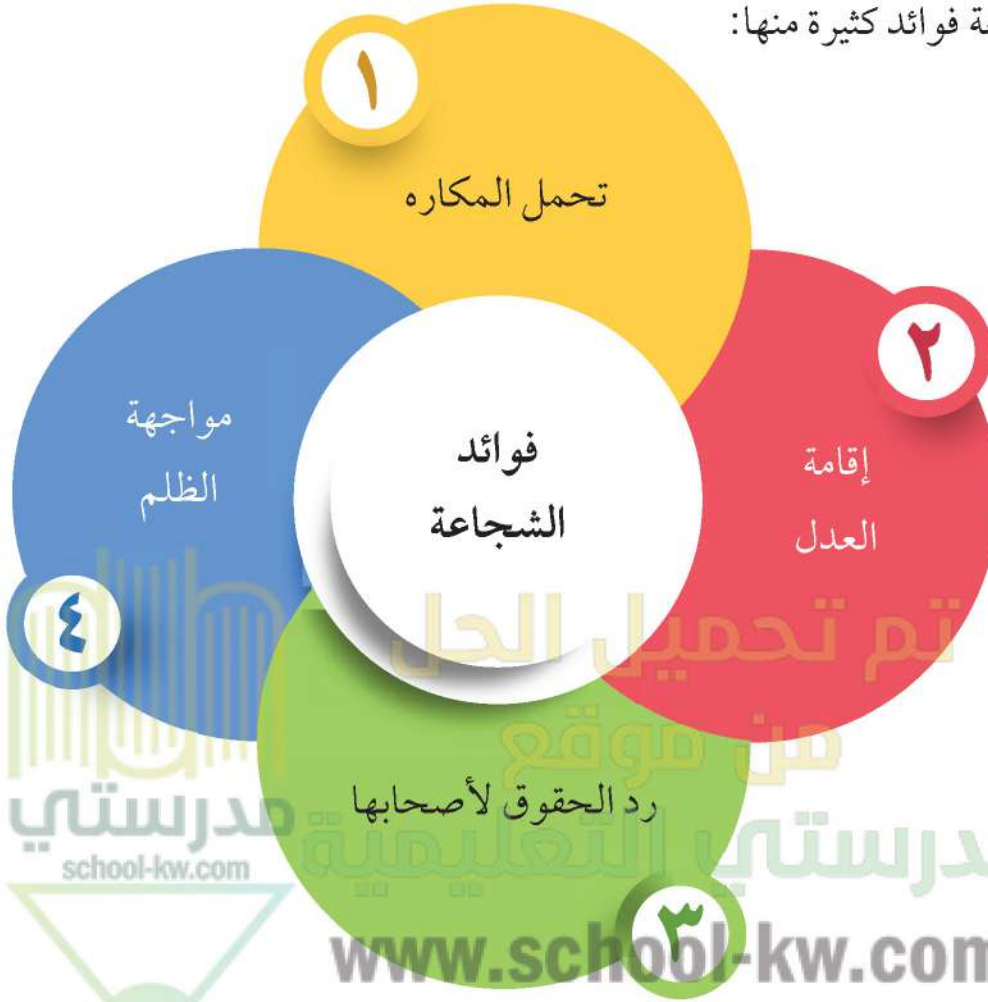 فوائد كثيرة منها:
١
تحمل المكاره
٢
إقامة
العدل
فوائد
الشجاعة
مواجهة
الظلم
٤
رد الحقوق لأصحابها
٣
تم تحميل الحل
من موقع
التعليمية
مدرستي
school-kw.com
www.school-kw.com